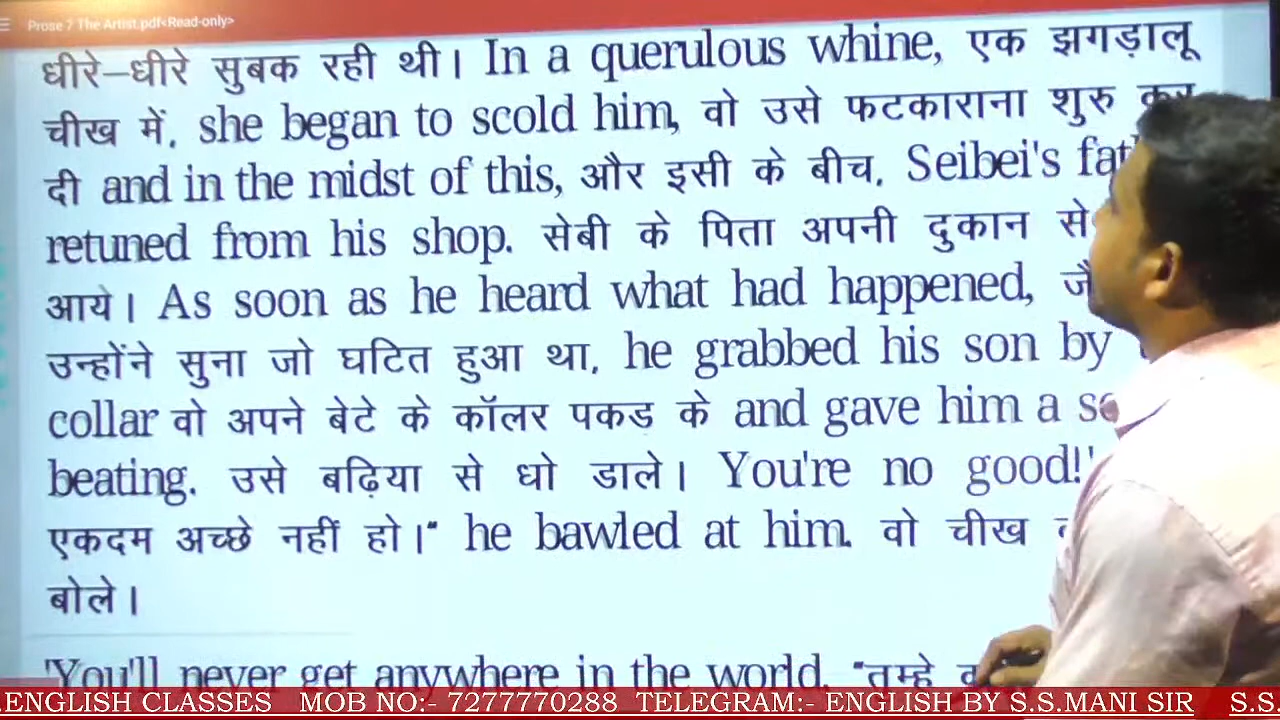 Prose 7 The Artist.pdf<Read-only>
धीरे–धीरे सुबक रही थी। In a querulous whine, एक झगड़ालू
चीख में, she began to scold him, वो उसे फटकाराना शुरु कर
दी and in the midst of this, और इसी के बीच, Seibei's
retuned from his shop. सेबी के पिता अपनी दुकान से
आये। As soon as he heard what had happened,
उन्होंने सुना जो घटित हुआ था, he grabbed his son by
collar वो अपने बेटे के कॉलर पकड के and gave him a
beating. उसे बढ़िया से धो डाले। You're no good!'
एकदम अच्छे नहीं हो।" he bawled at him. वो चीख
बोले।
'You'll never get anywhere in the world. "तुम्हे
.ENGLISH CLASSES MOB NO:- 7277770288 TELEGRAM:- ENGLISH BY S.S.MANI SIR S.S.